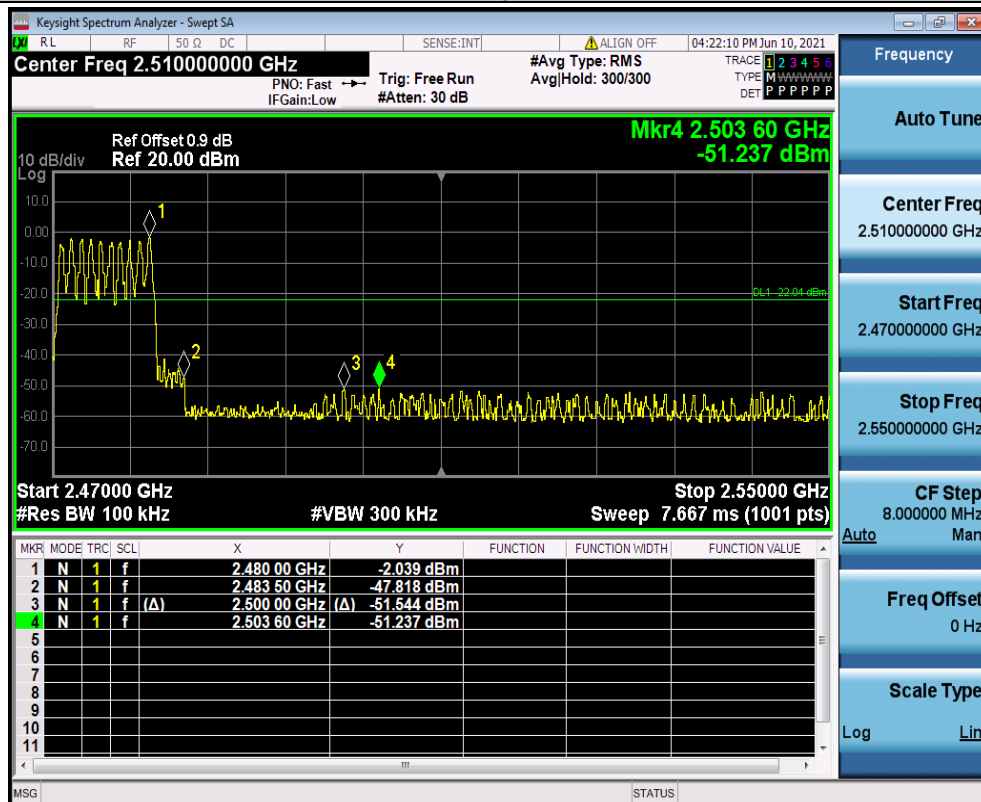 Keysight Spectrum Analyzer - Swept SA
LXI RL RF 50 Ω DC SENSE:INT ALIGN OFF 04:22:10 PM Jun 10, 2021
Center Freq 2.510000000 GHz
PNO: Fast
IFGain:Low
Trig: Free Run
#Atten: 30 dB
#Avg Type: RMS
Avg|Hold: 300/300
TRACE 1 2 3 4 5 6
TYPE M W W W W W
DET P P P P P P
Mkr4 2.503 60 GHz
-51.237 dBm
10 dB/div
Log
Ref Offset 0.9 dB
Ref 20.00 dBm
10.0
0.00
-10.0
-20.0
-30.0
-40.0
-50.0
-60.0
-70.0
1
2
3
4
DL1 -22.04 dBm
Start 2.47000 GHz
Stop 2.55000 GHz
#Res BW 100 kHz
#VBW 300 kHz
Sweep 7.667 ms (1001 pts)
MKR MODE TRC SCL X Y FUNCTION FUNCTION WIDTH FUNCTION VALUE
1 N 1 f 2.480 00 GHz -2.039 dBm
2 N 1 f 2.483 50 GHz -47.818 dBm
3 N 1 f (Δ) 2.500 00 GHz (Δ) -51.544 dBm
4 N 1 f 2.503 60 GHz -51.237 dBm
5
6
7
8
9
10
11
MSG
STATUS
Frequency
Auto Tune
Center Freq
2.510000000 GHz
Start Freq
2.470000000 GHz
Stop Freq
2.550000000 GHz
CF Step
8.000000 MHz
Auto Man
Freq Offset
0 Hz
Scale Type
Log Lin